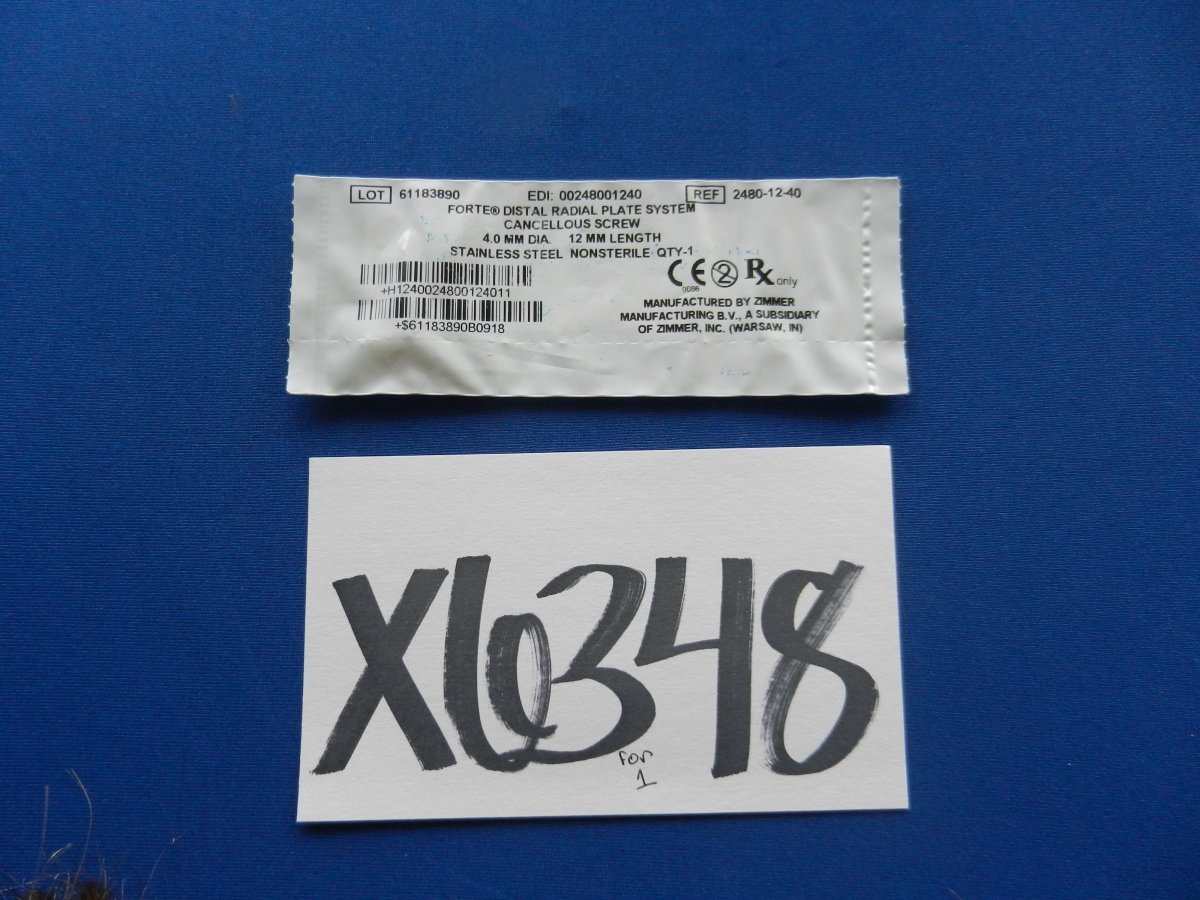 LOT 61183890 EDI: 00248001240 REF 2480-12-40
FORTE® DISTAL RADIAL PLATE SYSTEM
CANCELLOUS SCREW
4.0 MM DIA. 12 MM LENGTH
STAINLESS STEEL NONSTERILE QTY-1
+H1240024800124011
+$61183890B0918
CE 0086 2 Rx only
MANUFACTURED BY ZIMMER
MANUFACTURING B.V., A SUBSIDIARY
OF ZIMMER, INC. (WARSAW, IN)
X6348
for
1